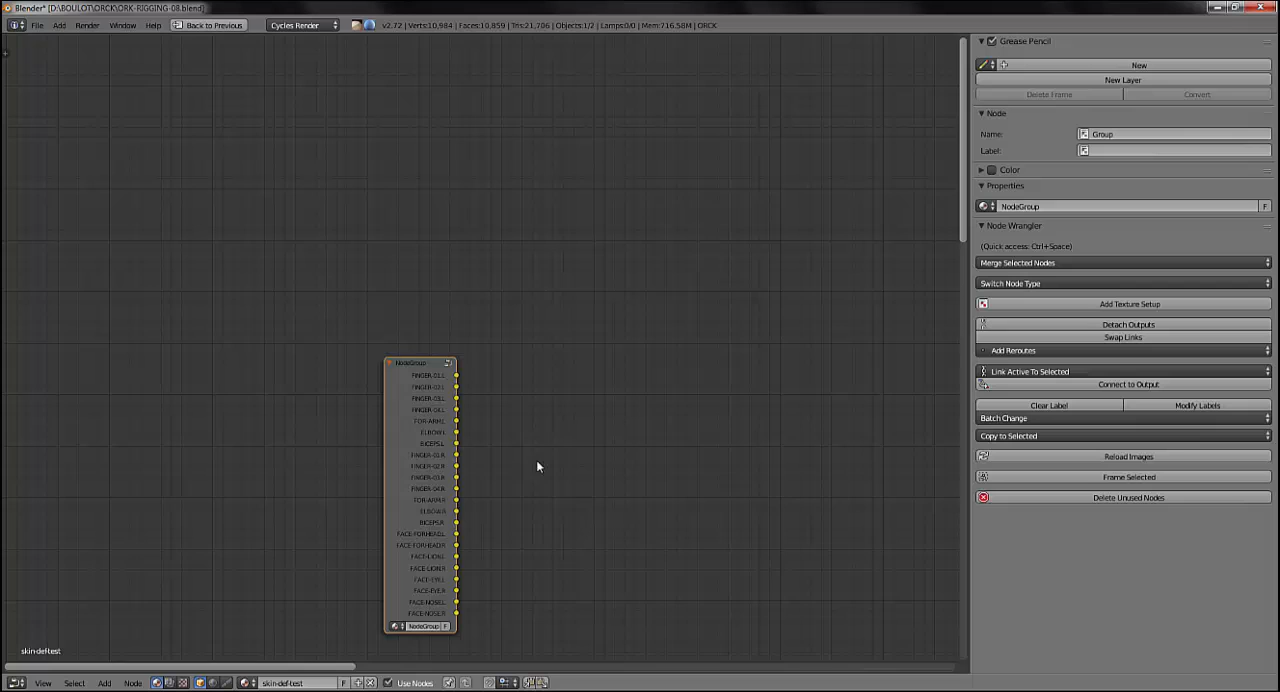 Blender* [D:\BOULOT\ORCK\ORK-RIGGING-08.blend]
File Add Render Window Help Back to Previous Cycles Render v2.72 | Verts:10,984 | Faces:10,859 | Tris:21,706 | Objects:1/2 | Lamps:0/0 | Mem:716.58M | ORCK
Grease Pencil
New
New Layer
Delete Frame Convert
Node
Name: Group
Label:
Color
Properties
NodeGroup F
Node Wrangler
(Quick access: Ctrl+Space)
Merge Selected Nodes
Switch Node Type
Add Texture Setup
Detach Outputs
Swap Links
Add Reroutes
Link Active To Selected
Connect to Output
Clear Label Modify Labels
Batch Change
Copy to Selected
Reload Images
Frame Selected
Delete Unused Nodes
NodeGroup
FINGER-01.L
FINGER-02.L
FINGER-03.L
FINGER-04.L
FOR-ARM.L
ELBOW.L
BICEPS.L
FINGER-01.R
FINGER-02.R
FINGER-03.R
FINGER-04.R
FOR-ARM.R
ELBOW.R
BICEPS.R
FACE-FORHEAD.L
FACE-FORHEAD.R
FACT-LION.L
FACE-LION.R
FACE-EYE.L
FACE-EYE.R
FACE-NOSE.L
FACE-NOSE.R
NodeGroup F
skin-def-test
View Select Add Node skin-def-test F Use Nodes